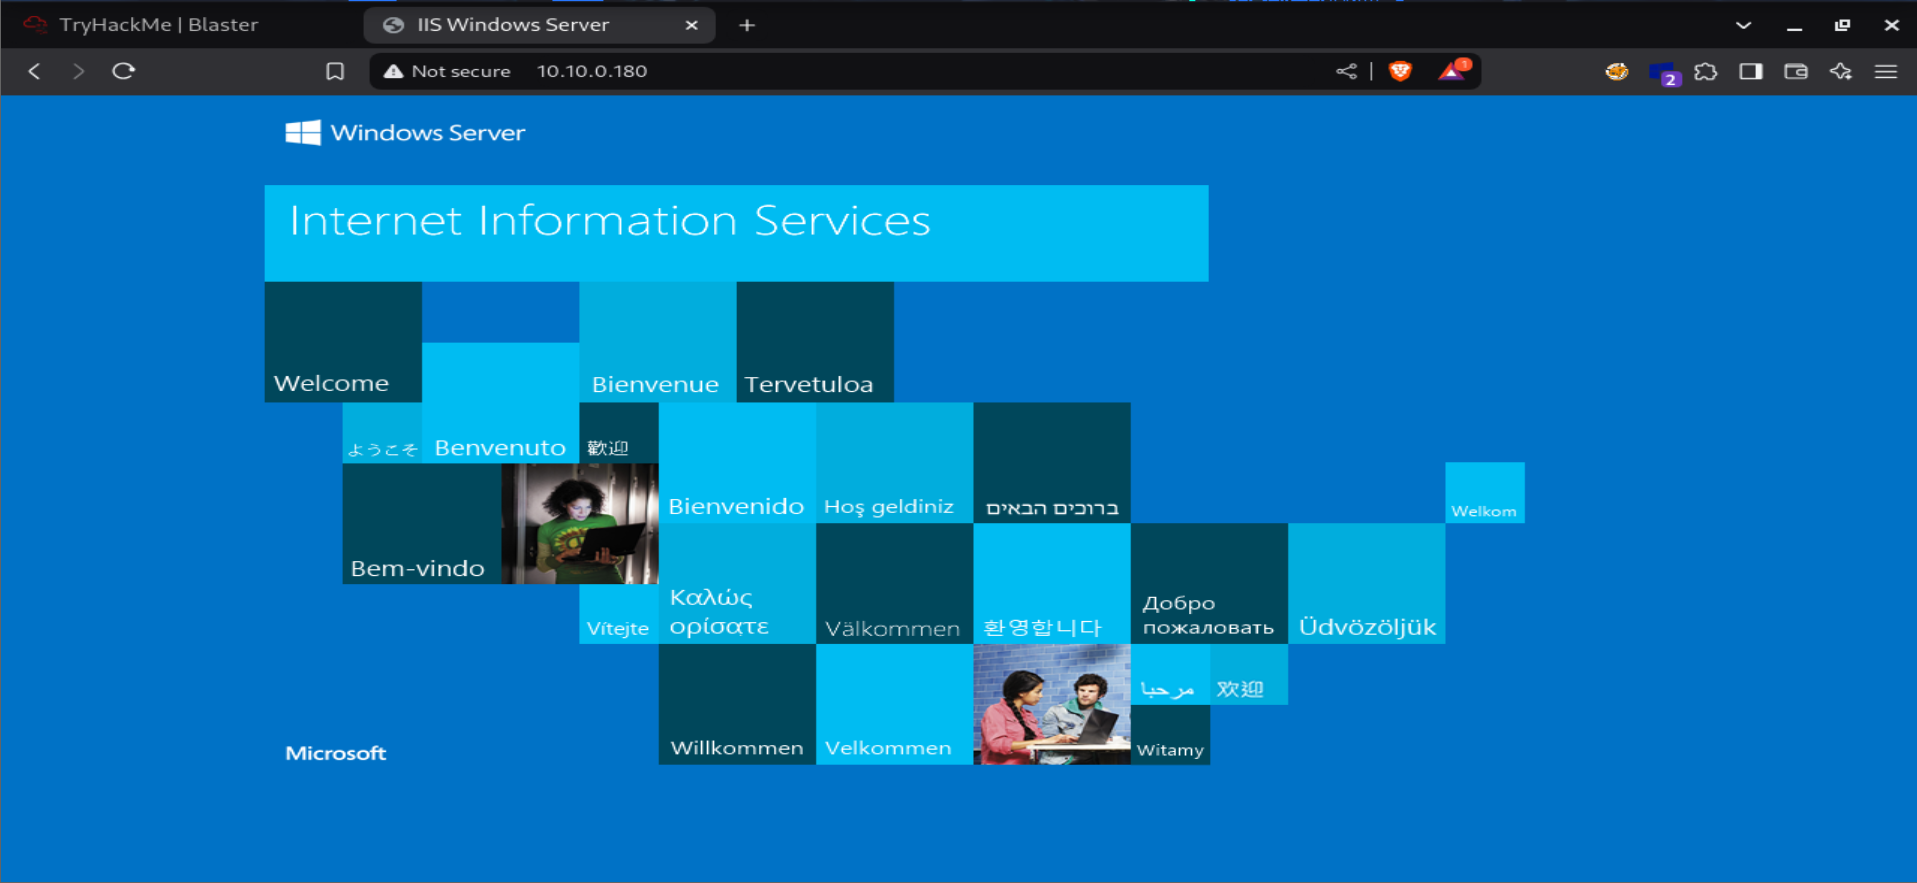 TryHackMe | Blaster
IIS Windows Server
Not secure 10.10.0.180
1
2
Windows Server
Internet Information Services
Welcome
Bienvenue
Tervetuloa
ようこそ
Benvenuto
歡迎
Bienvenido
Hoş geldiniz
ברוכים הבאים
Welkom
Bem-vindo
Vítejte
Καλώς
ορίσατε
Välkommen
환영합니다
Добро
пожаловать
Üdvözöljük
مرحبا
欢迎
Willkommen
Velkommen
Witamy
Microsoft